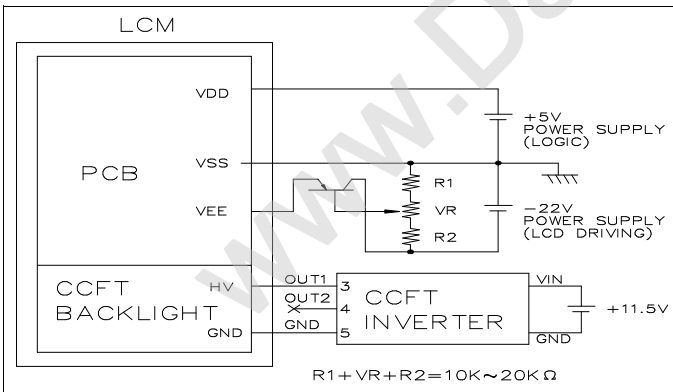 LCM
VDD
+5V
POWER SUPPLY
(LOGIC)
PCB
VSS
R1
VEE
VR
-22V
POWER SUPPLY
(LCD DRIVING)
R2
CCFT
BACKLIGHT
HV
OUT1
3
OUT2
4
GND
GND
5
CCFT
INVERTER
VIN
+11.5V
GND
R1+VR+R2=10K~20KΩ
www.Da